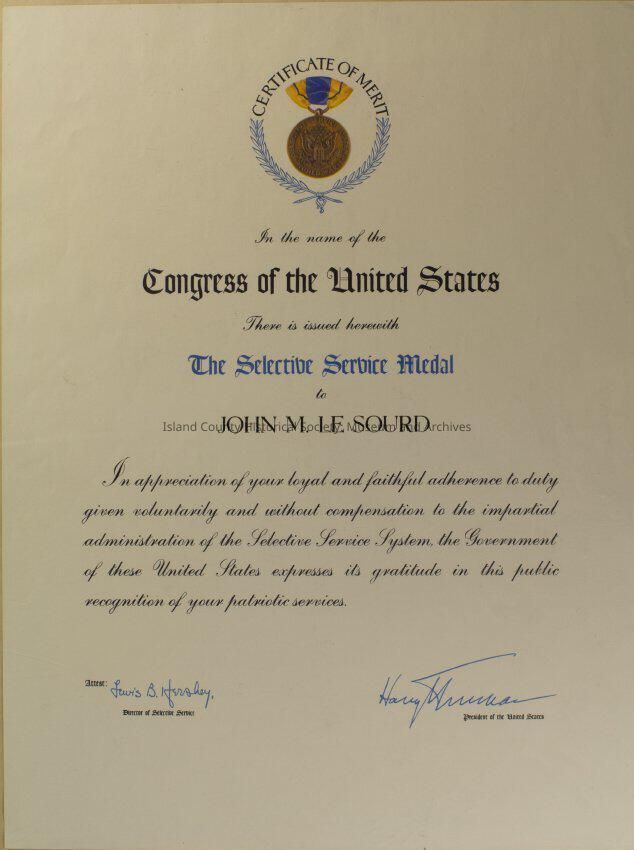 CERTIFICATE OF MERIT
In the name of the
Congress of the United States
There is issued herewith
The Selective Service Medal
to
JOHN M. LE SOURD
Island County Historical Society, Museum and Archives
In appreciation of your loyal and faithful adherence to duty
given voluntarily and without compensation to the impartial
administration of the Selective Service System, the Government
of these United States expresses its gratitude in this public
recognition of your patriotic services.
Attest: Lewis B. Hershey,
Director of Selective Service
Harry Truman
President of the United States